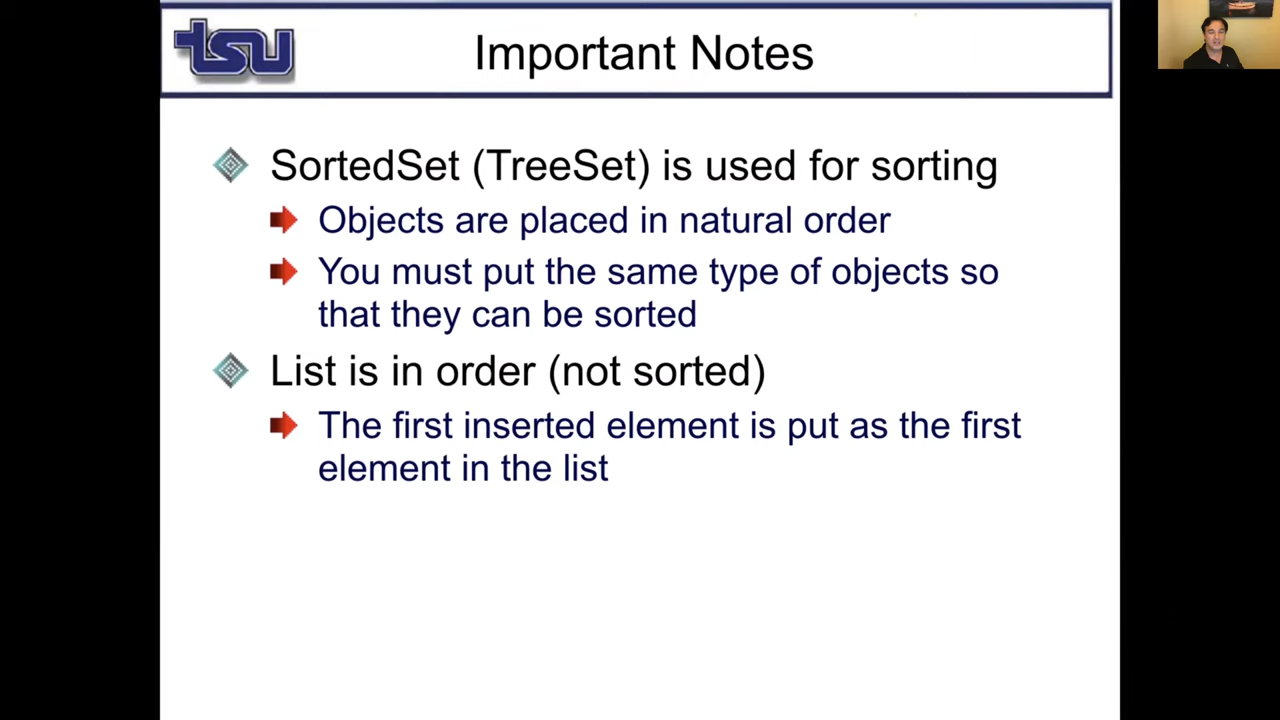 tsu
Important Notes
SortedSet (TreeSet) is used for sorting
Objects are placed in natural order
You must put the same type of objects so
that they can be sorted
List is in order (not sorted)
The first inserted element is put as the first
element in the list